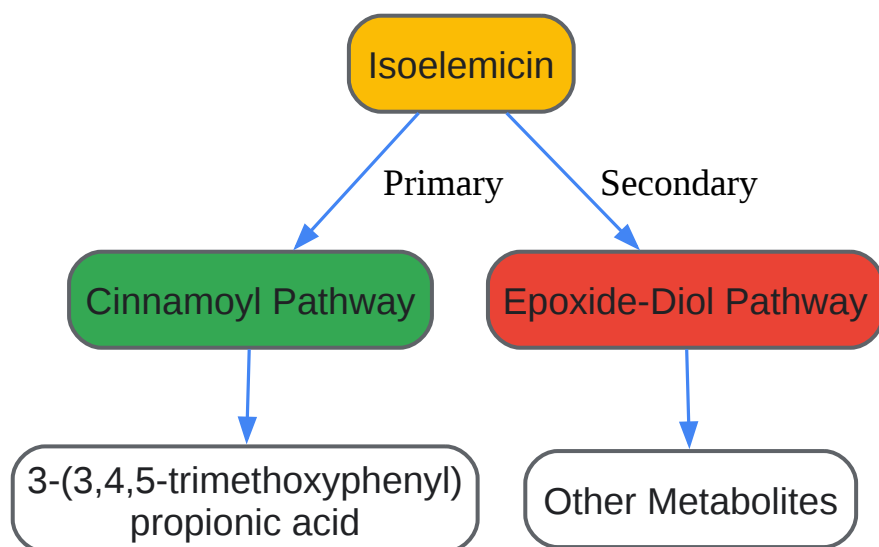 Isoelemicin
Primary
Secondary
Cinnamoyl Pathway
Epoxide-Diol Pathway
3-(3,4,5-trimethoxyphenyl)
propionic acid
Other Metabolites